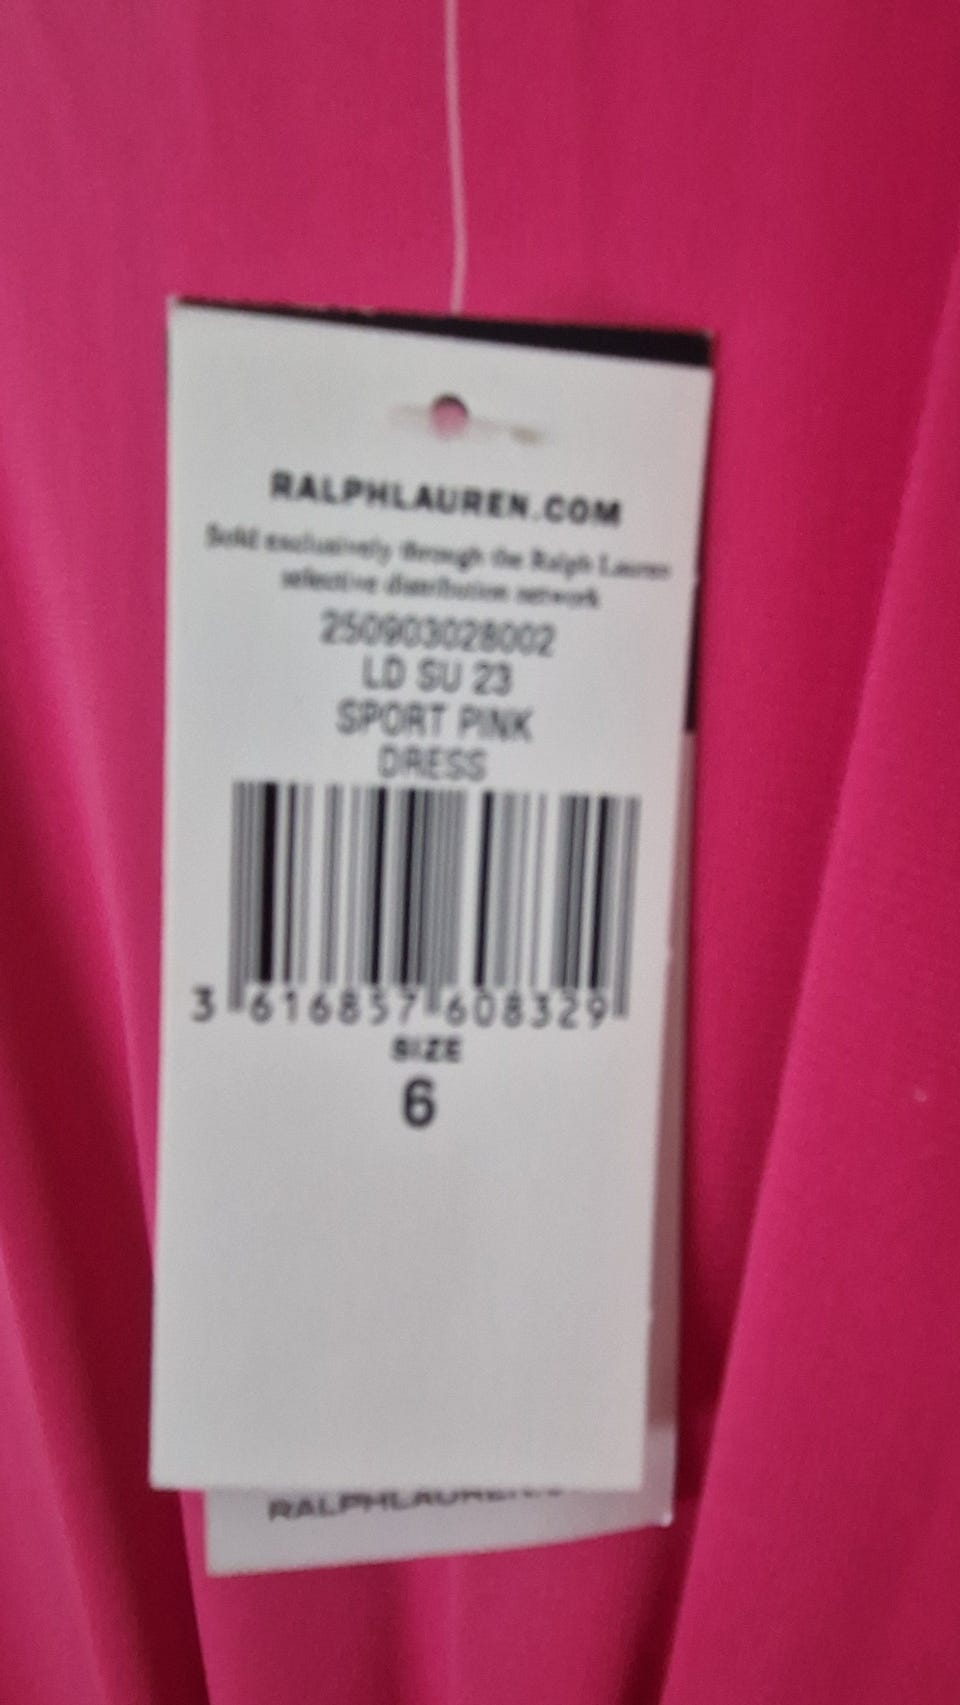 RALPHLAUREN.COM
Sold exclusively through the Ralph Lauren
selective distribution network
250903028002
LD SU 23
SPORT PINK
DRESS
3 616857 608329
SIZE
6
RALPHLAUREN.